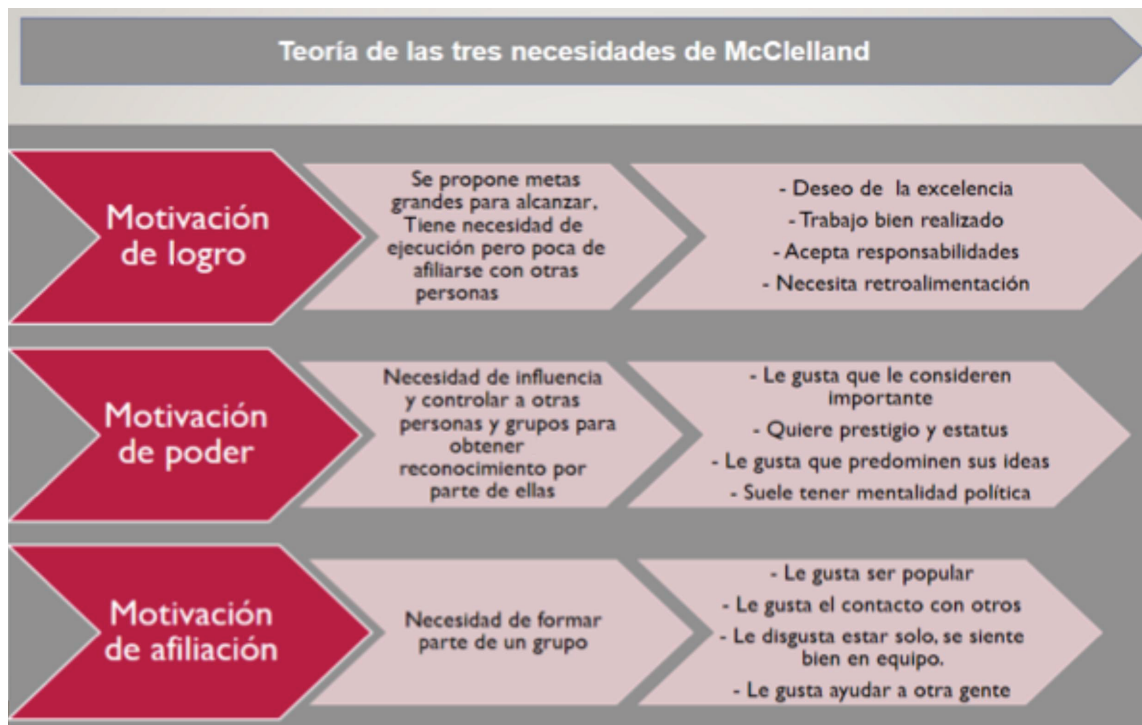 Teoría de las tres necesidades de McClelland
Motivación
de logro
Se propone metas
grandes para alcanzar,
Tiene necesidad de
ejecución pero poca de
afiliarse con otras
personas
- Deseo de la excelencia
- Trabajo bien realizado
- Acepta responsabilidades
- Necesita retroalimentación
Motivación
de poder
Necesidad de influencia
y controlar a otras
personas y grupos para
obtener
reconocimiento por
parte de ellas
- Le gusta que le consideren
importante
- Quiere prestigio y estatus
- Le gusta que predominen sus ideas
- Suele tener mentalidad política
Motivación
de afiliación
Necesidad de formar
parte de un grupo
- Le gusta ser popular
- Le gusta el contacto con otros
- Le disgusta estar solo, se siente
bien en equipo.
- Le gusta ayudar a otra gente